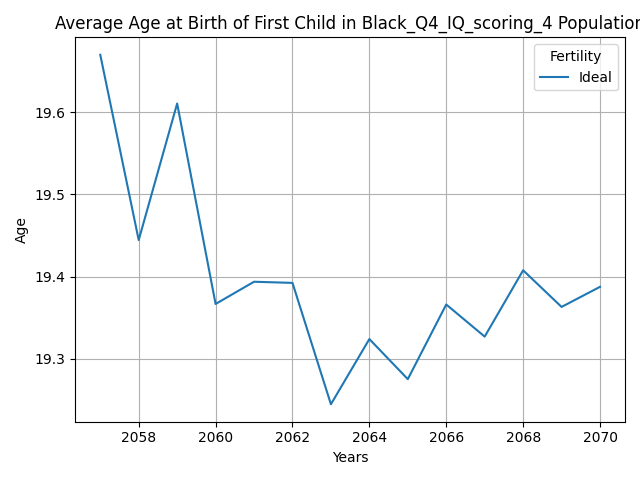 Average Age at Birth of First Child in Black_Q4_IQ_scoring_4 Population
Fertility
Ideal
19.6
19.5
19.4
19.3
Age
2058 2060 2062 2064 2066 2068 2070
Years